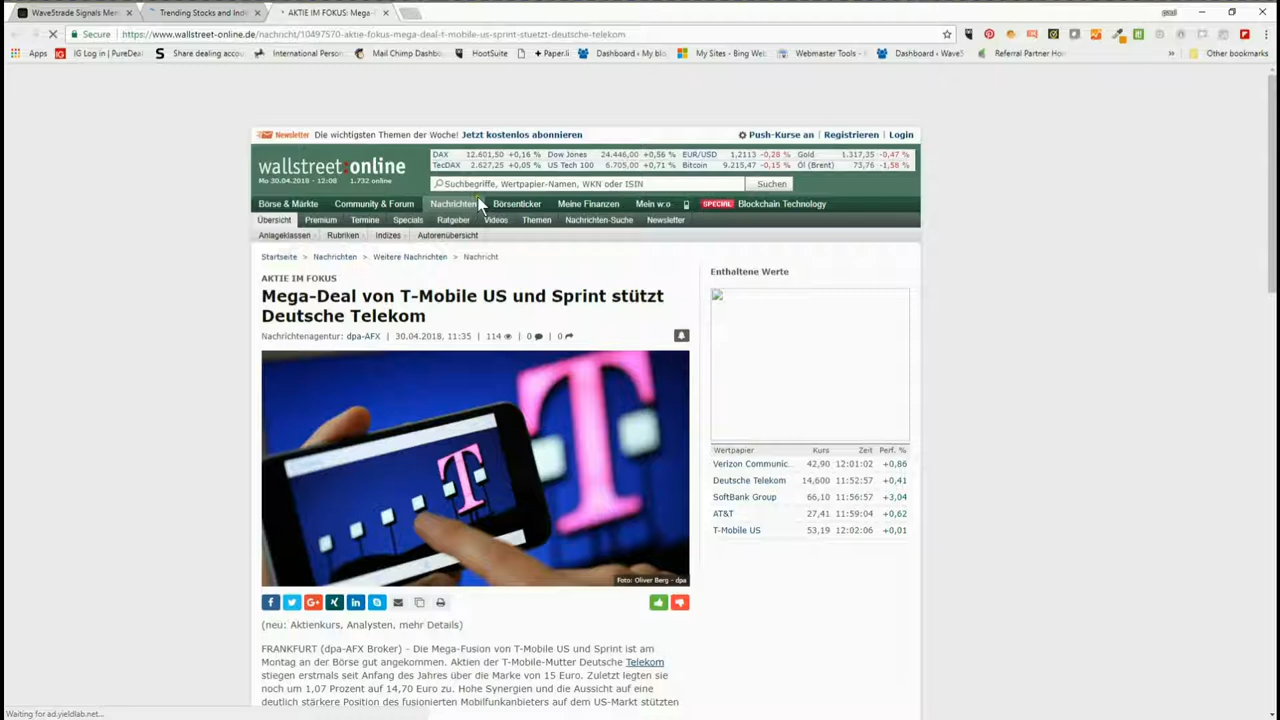 WaveStrade Signals Mem
Trending Stocks and Indi
AKTIE IM FOKUS: Mega-D
paul
Secure
https://www.wallstreet-online.de/nachricht/10497570-aktie-fokus-mega-deal-t-mobile-us-sprint-stuetzt-deutsche-telekom
Apps
IG Log in | PureDeal
Share dealing accou
International Person
Mail Chimp Dashbo
HootSuite
+ Paper.li
Dashboard ‹ My blo
My Sites - Bing Web
Webmaster Tools -
Dashboard ‹ Wave5
Referral Partner Ho
»
Other bookmarks
Newsletter Die wichtigsten Themen der Woche! Jetzt kostenlos abonnieren
Push-Kurse an | Registrieren | Login
wallstreet:online
Mo 30.04.2018 - 12:08 1.732 online
DAX 12.601,50 +0,16 % Dow Jones 24.446,00 +0,56 % EUR/USD 1,2113 -0,28 % Gold 1.317,35 -0,47 %
TecDAX 2.627,25 +0,05 % US Tech 100 6.705,00 +0,71 % Bitcoin 9.215,47 -0,15 % Öl (Brent) 73,76 -1,58 %
Suchbegriffe, Wertpapier-Namen, WKN oder ISIN
Suchen
Börse & Märkte Community & Forum Nachrichten Börsenticker Meine Finanzen Mein w:o SPECIAL Blockchain Technology
Übersicht Premium Termine Specials Ratgeber Videos Themen Nachrichten-Suche Newsletter
Anlageklassen Rubriken Indizes Autorenübersicht
Startseite > Nachrichten > Weitere Nachrichten > Nachricht
AKTIE IM FOKUS
Mega-Deal von T-Mobile US und Sprint stützt
Deutsche Telekom
Nachrichtenagentur: dpa-AFX | 30.04.2018, 11:35 | 114 | 0 | 0
T
T
Foto: Oliver Berg - dpa
(neu: Aktienkurs, Analysten, mehr Details)
FRANKFURT (dpa-AFX Broker) - Die Mega-Fusion von T-Mobile US und Sprint ist am
Montag an der Börse gut angekommen. Aktien der T-Mobile-Mutter Deutsche Telekom
stiegen erstmals seit Anfang des Jahres über die Marke von 15 Euro. Zuletzt legten sie
noch um 1,07 Prozent auf 14,70 Euro zu. Hohe Synergien und die Aussicht auf eine
deutlich stärkere Position des fusionierten Mobilfunkanbieters auf dem US-Markt stützten
Enthaltene Werte
Wertpapier Kurs Zeit Perf. %
Verizon Communic... 42,90 12:01:02 +0,86
Deutsche Telekom 14,600 11:52:57 +0,41
SoftBank Group 66,10 11:56:57 +3,04
AT&T 27,41 11:59:04 +0,62
T-Mobile US 53,19 12:02:06 +0,01
Waiting for ad.yieldlab.net...